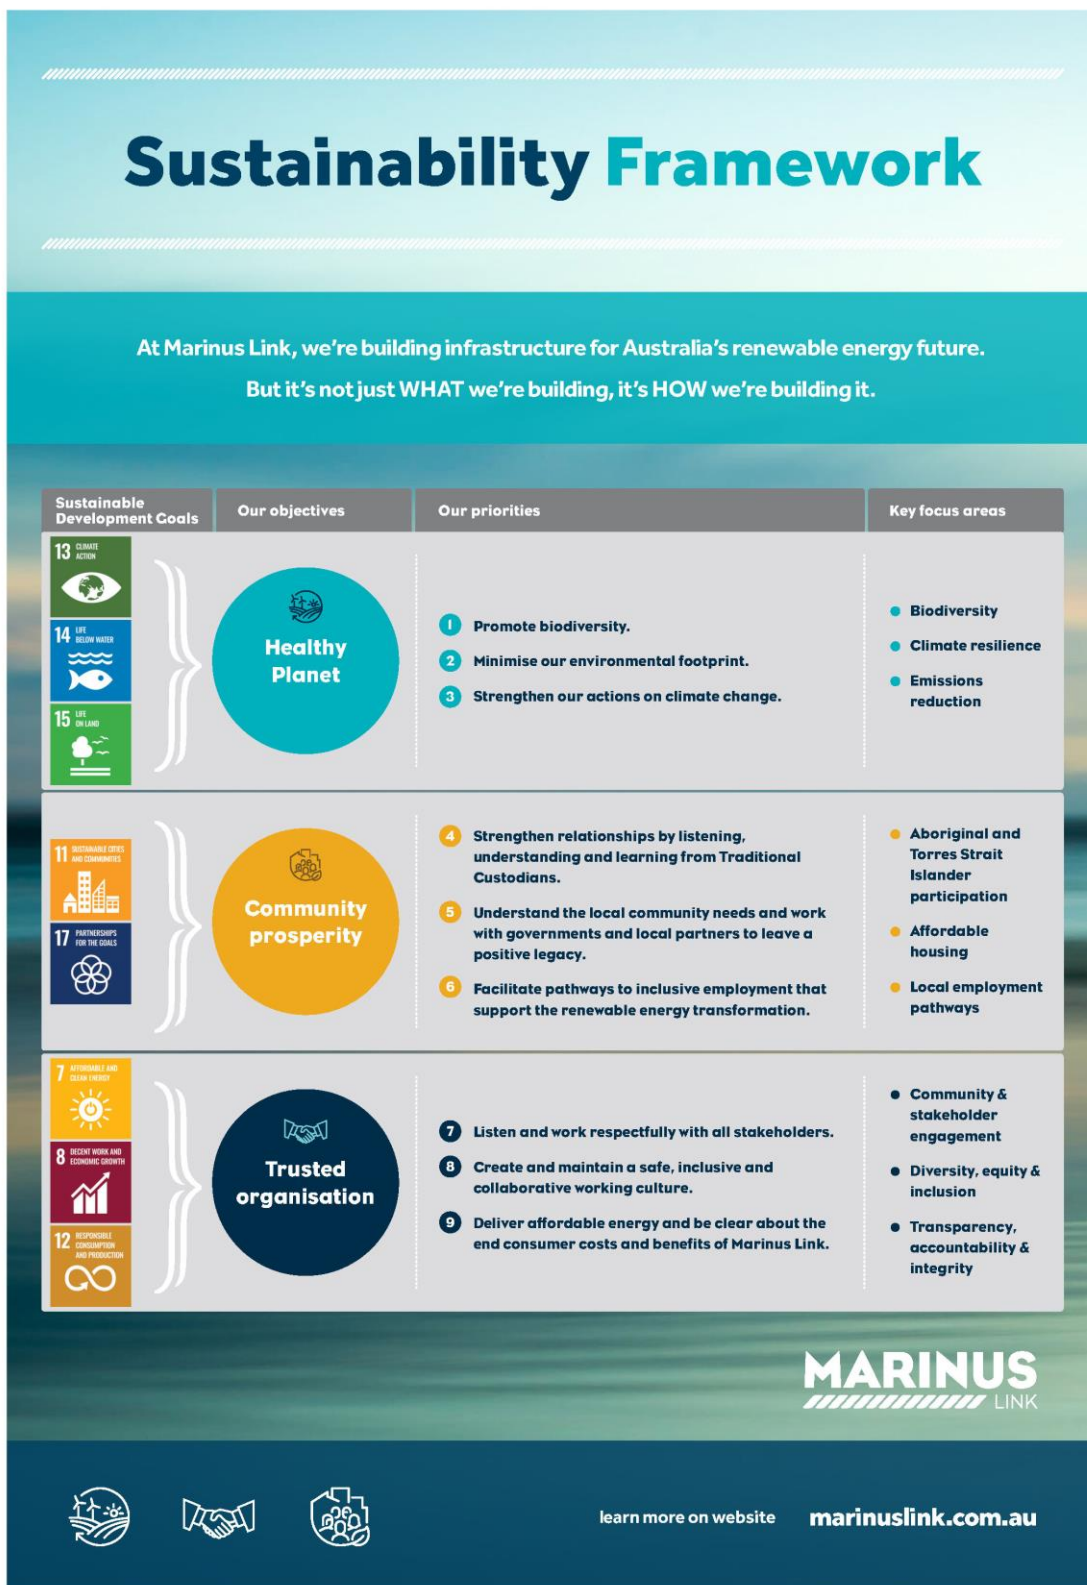 Sustainability Framework
At Marinus Link, we're building infrastructure for Australia's renewable energy future.
But it's not just WHAT we're building, it's HOW we're building it.
Sustainable
Development Goals
Our objectives
Our priorities
Key focus areas
13 CLIMATE
ACTION
14 LIFE
BELOW WATER
15 LIFE
ON LAND
Healthy
Planet
1 Promote biodiversity.
2 Minimise our environmental footprint.
3 Strengthen our actions on climate change.
Biodiversity
Climate resilience
Emissions
reduction
11 SUSTAINABLE CITIES
AND COMMUNITIES
17 PARTNERSHIPS
FOR THE GOALS
Community
prosperity
4 Strengthen relationships by listening,
understanding and learning from Traditional
Custodians.
5 Understand the local community needs and work
with governments and local partners to leave a
positive legacy.
6 Facilitate pathways to inclusive employment that
support the renewable energy transformation.
Aboriginal and
Torres Strait
Islander
participation
Affordable
housing
Local employment
pathways
7 AFFORDABLE AND
CLEAN ENERGY
8 DECENT WORK AND
ECONOMIC GROWTH
12 RESPONSIBLE
CONSUMPTION
AND PRODUCTION
Trusted
organisation
7 Listen and work respectfully with all stakeholders.
8 Create and maintain a safe, inclusive and
collaborative working culture.
9 Deliver affordable energy and be clear about the
end consumer costs and benefits of Marinus Link.
Community &
stakeholder
engagement
Diversity, equity &
inclusion
Transparency,
accountability &
integrity
MARINUS
LINK
learn more on website marinuslink.com.au